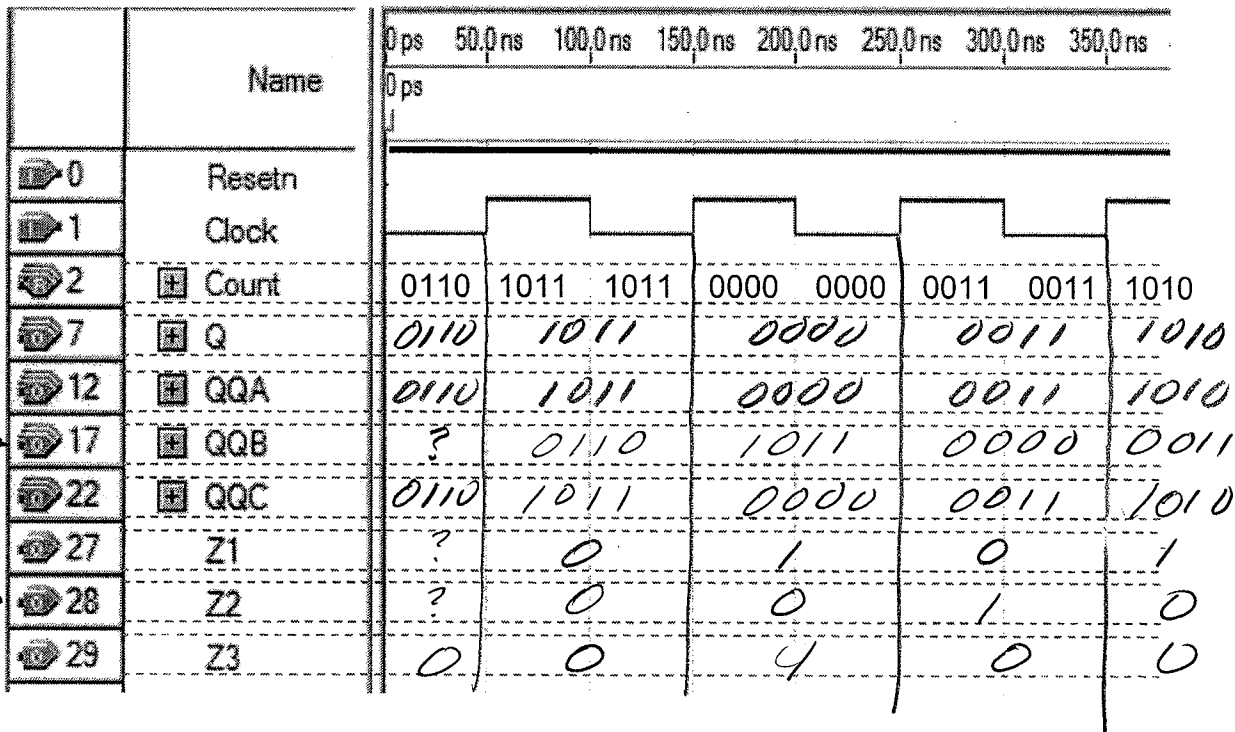 0 ps 50.0 ns 100.0 ns 150.0 ns 200.0 ns 250.0 ns 300.0 ns 350.0 ns
Name 0 ps
0 Resetn
1 Clock
2 Count 0110 1011 1011 0000 0000 0011 0011 1010
7 Q 0110 1011 0000 0011 1010
12 QQA 0110 1011 0000 0011 1010
17 QQB ? 0110 1011 0000 0011
22 QQC 0110 1011 0000 0011 1010
27 Z1 ? 0 1 0 1
28 Z2 ? 0 0 1 0
29 Z3 0 0 0 0